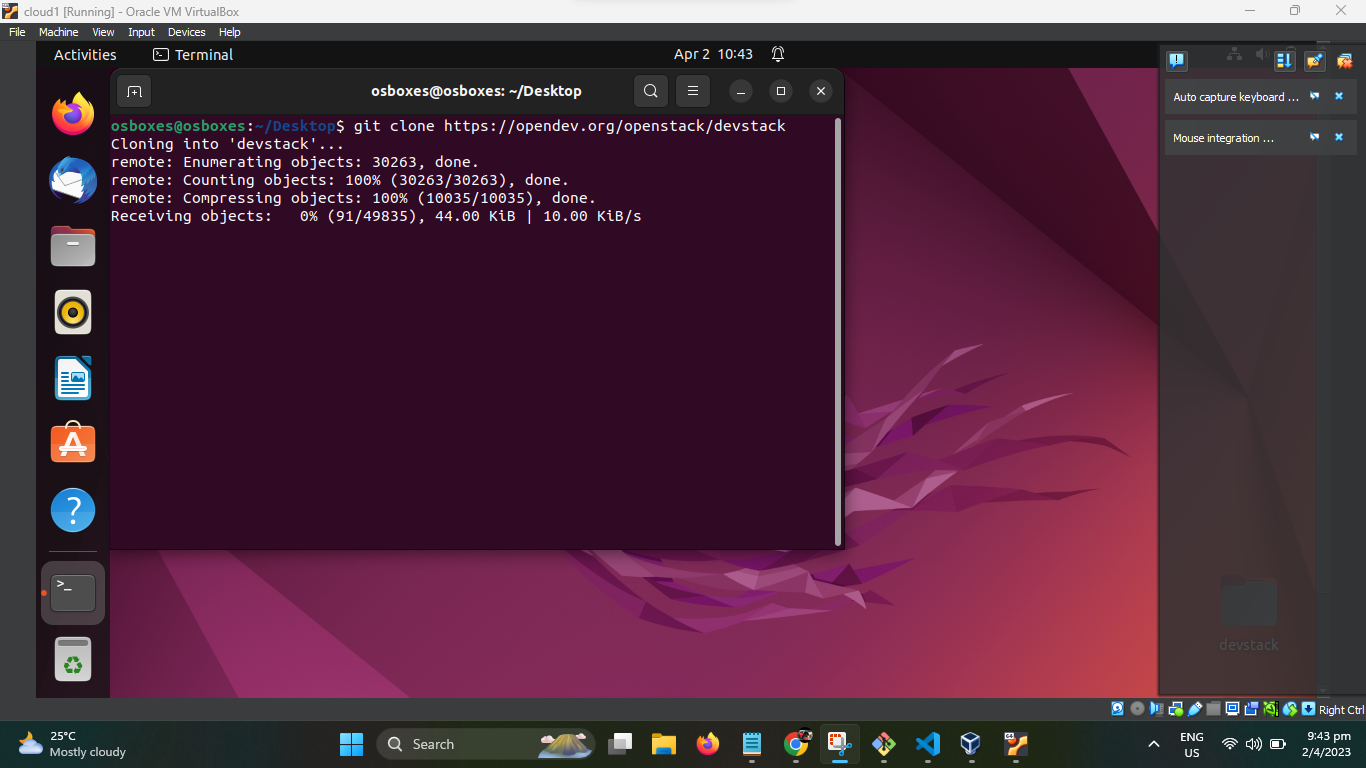 cloud1 [Running] - Oracle VM VirtualBox
File Machine View Input Devices Help
Activities Terminal Apr 2 10:43
osboxes@osboxes: ~/Desktop
osboxes@osboxes:~/Desktop$ git clone https://opendev.org/openstack/devstack
Cloning into 'devstack'...
remote: Enumerating objects: 30263, done.
remote: Counting objects: 100% (30263/30263), done.
remote: Compressing objects: 100% (10035/10035), done.
Receiving objects:   0% (91/49835), 44.00 KiB | 10.00 KiB/s
Auto capture keyboard ...
Mouse integration ...
devstack
Right Ctrl
25°C
Mostly cloudy
Search
ENG
US
9:43 pm
2/4/2023